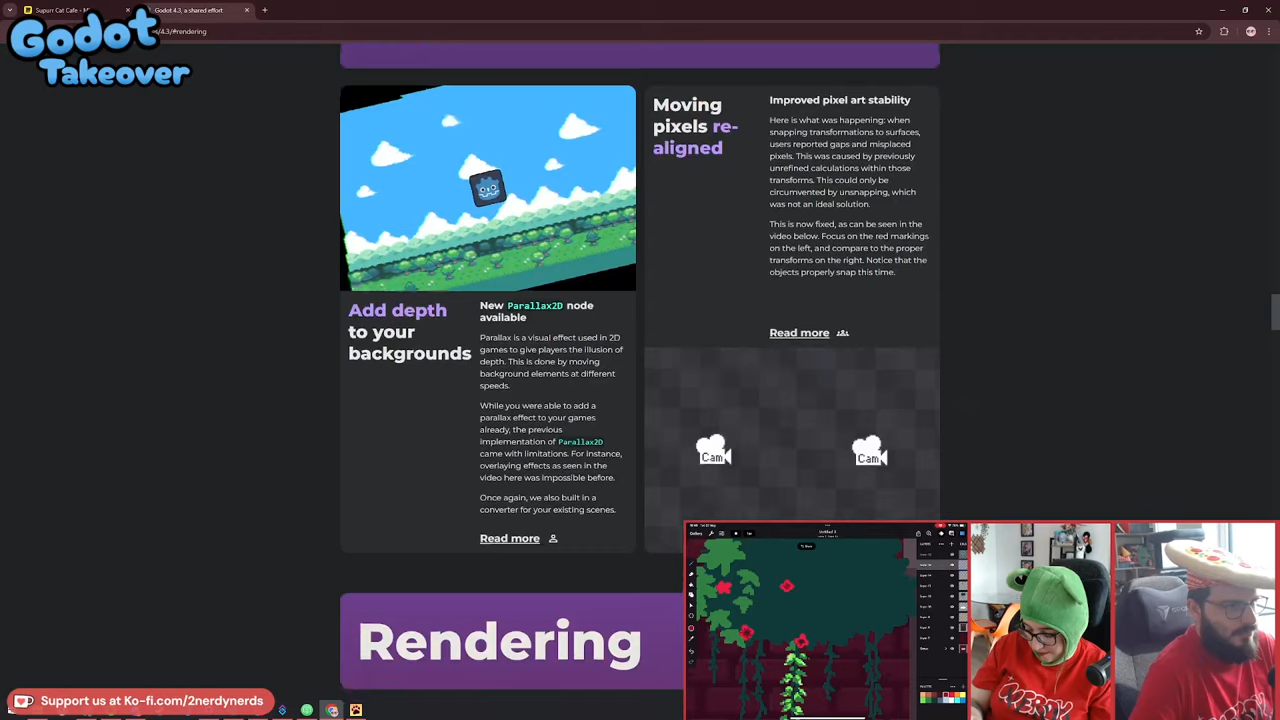 Supurr Cat Cafe
Godot 4.3, a shared effort
4.3/#rendering
Godot
Takeover
Moving
pixels re-
aligned
Improved pixel art stability
Here is what was happening: when
snapping transformations to surfaces,
users reported gaps and misplaced
pixels. This was caused by previously
unrefined calculations within those
transforms. This could only be
circumvented by unsnapping, which
was not an ideal solution.
This is now fixed, as can be seen in the
video below. Focus on the red markings
on the left, and compare to the proper
transforms on the right. Notice that the
objects properly snap this time.
Read more
Cam
Cam
Add depth
to your
backgrounds
New Parallax2D node
available
Parallax is a visual effect used in 2D
games to give players the illusion of
depth. This is done by moving
background elements at different
speeds.
While you were able to add a
parallax effect to your games
already, the previous
implementation of Parallax2D
came with limitations. For instance,
overlaying effects as seen in the
video here was impossible before.
Once again, we also built in a
converter for your existing scenes.
Read more
Rendering
Gallery
Support us at Ko-fi.com/2nerdynerds